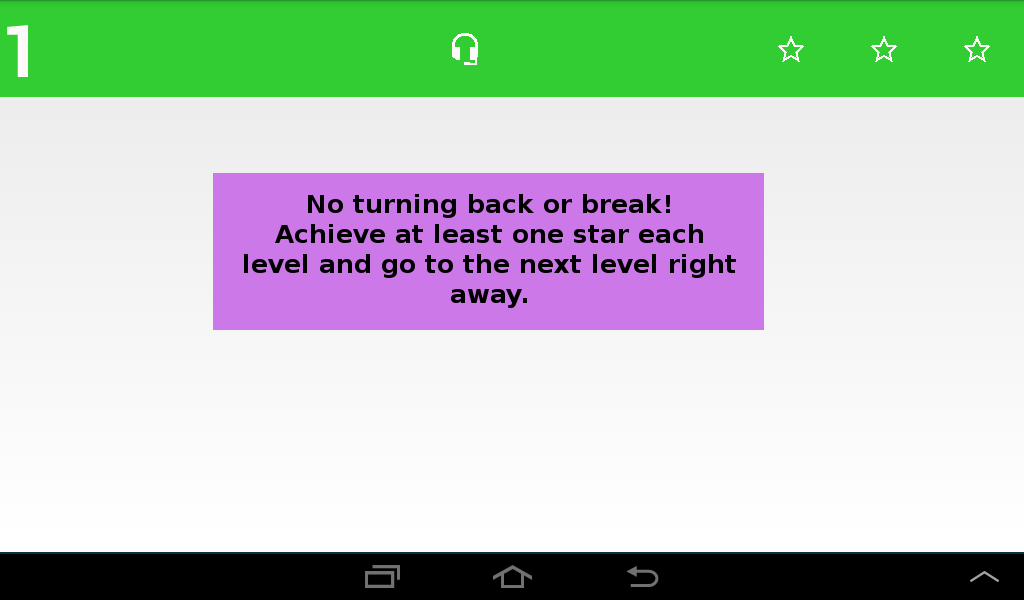 1
No turning back or break!
Achieve at least one star each
level and go to the next level right
away.